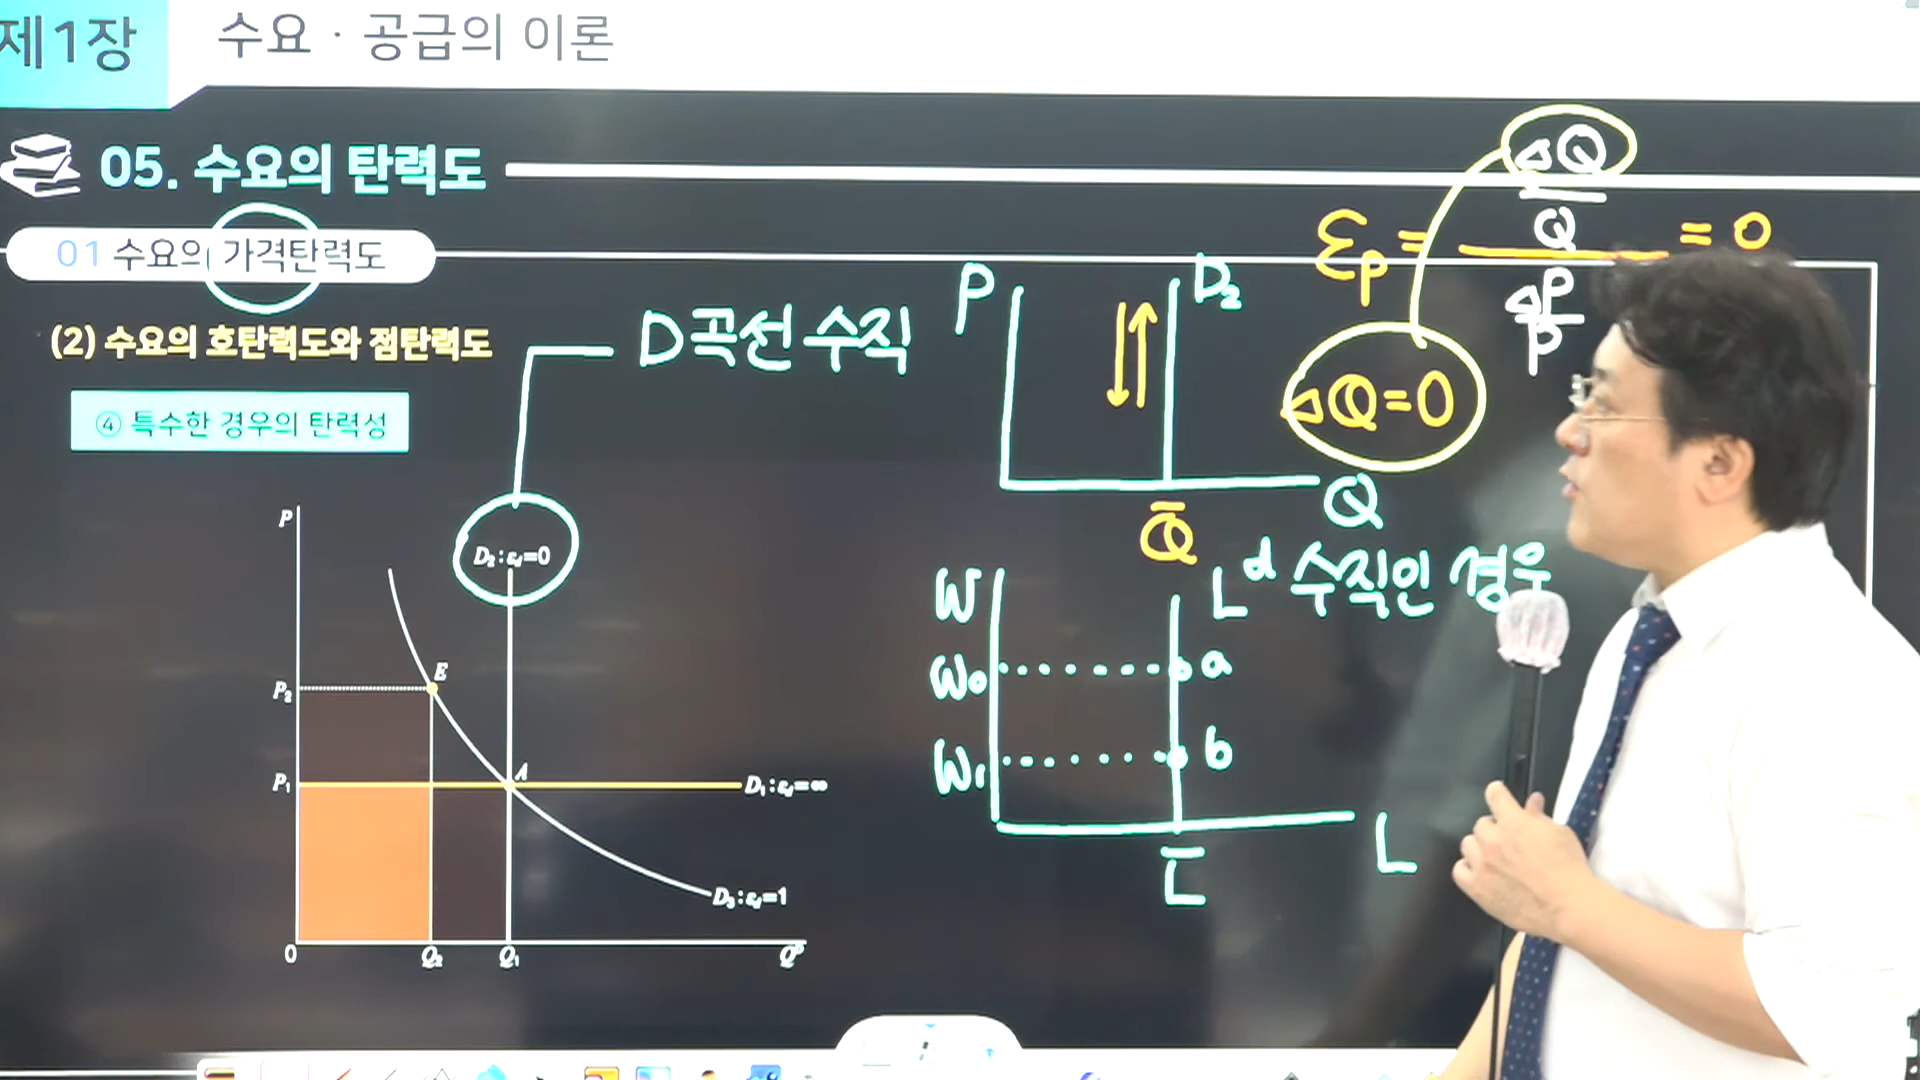 제1장 수요·공급의 이론
05. 수요의 탄력도
01 수요의 가격탄력도
(2) 수요의 호탄력도와 점탄력도
④ 특수한 경우의 탄력성
D곡선 수직
P
D₂:εd=0
E
P₂
A
P₁
D₁:εd=∞
D₃:εd=1
0
Q₂
Q₁
P
D₂
Q
Q̄
εp = ΔQ/Q / ΔP/P = 0
ΔQ=0
Lᵈ 수직인 경우
W
W₀
a
W₁
b
L
L̄